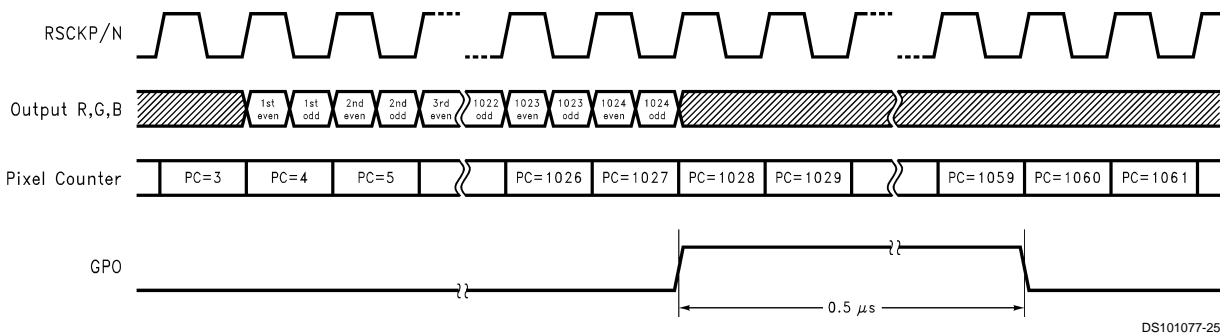 RSCKP/N
Output R,G,B
1st even
1st odd
2nd even
2nd odd
3rd even
1022 odd
1023 even
1023 odd
1024 even
1024 odd
Pixel Counter
PC=3
PC=4
PC=5
PC=1026
PC=1027
PC=1028
PC=1029
PC=1059
PC=1060
PC=1061
GPO
0.5 μs
DS101077-25